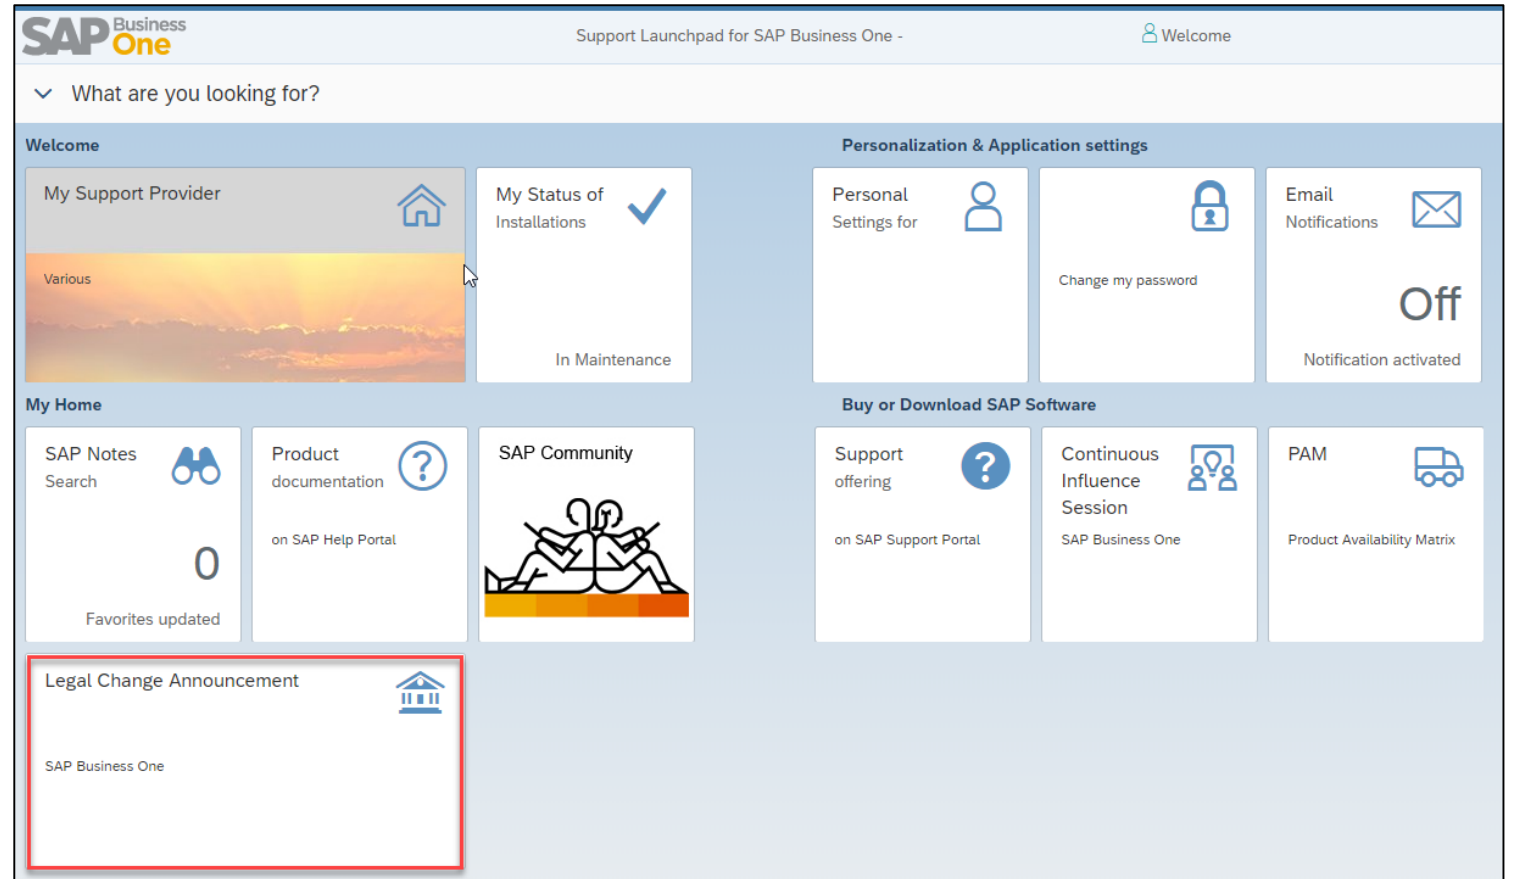 SAP Business
One
Support Launchpad for SAP Business One -
Welcome
What are you looking for?
Welcome
Personalization & Application settings
My Support Provider
Various
My Status of
Installations
In Maintenance
Personal
Settings for
Change my password
Email
Notifications
Off
Notification activated
My Home
Buy or Download SAP Software
SAP Notes
Search
0
Favorites updated
Product
documentation
on SAP Help Portal
SAP Community
Support
offering
on SAP Support Portal
Continuous
Influence
Session
SAP Business One
PAM
Product Availability Matrix
Legal Change Announcement
SAP Business One